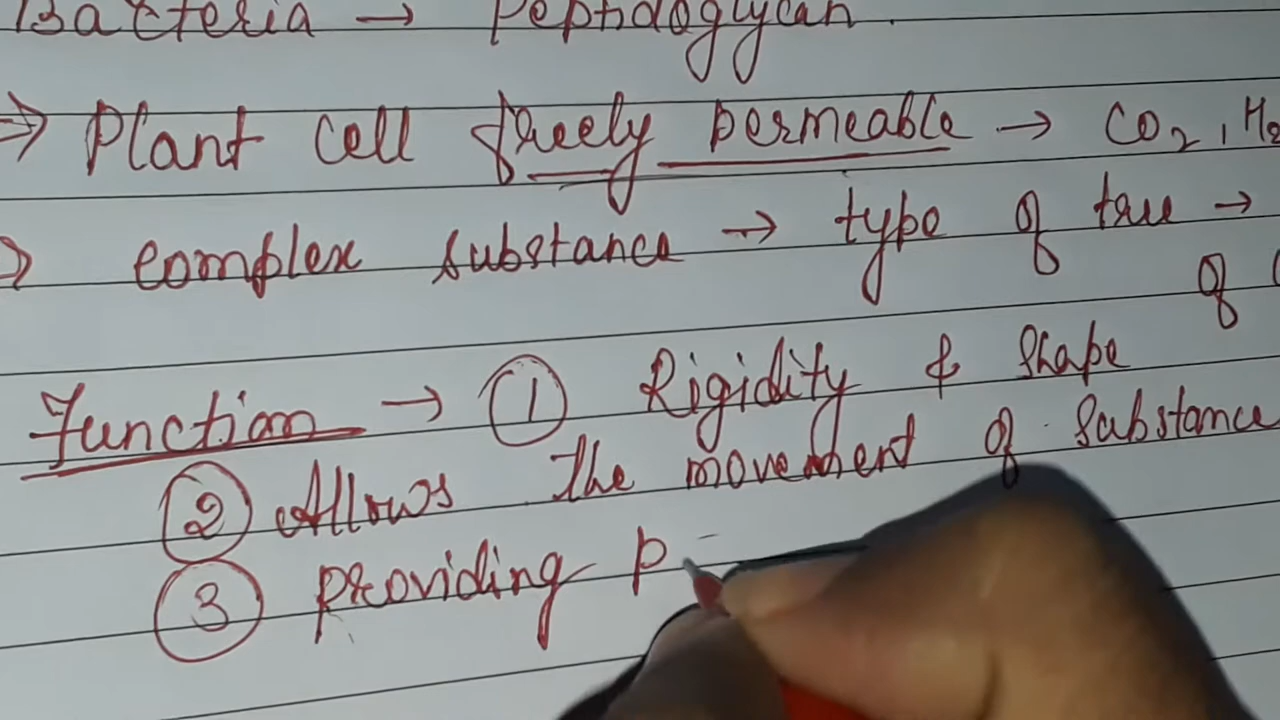 Bacteria → Peptidoglycan.
⇒ Plant cell freely permeable → CO2, H2
⇒ complex substance → type of true →
of
Function → ① Rigidity & Shape
② Allows the movement of substance
③ Providing p